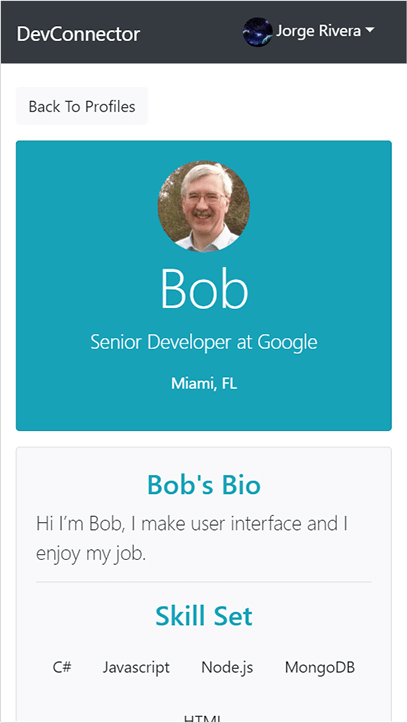 DevConnector Jorge Rivera
Back To Profiles
Bob
Senior Developer at Google
Miami, FL
Bob's Bio
Hi I’m Bob, I make user interface and I
enjoy my job.
Skill Set
C# Javascript Node.js MongoDB
HTML